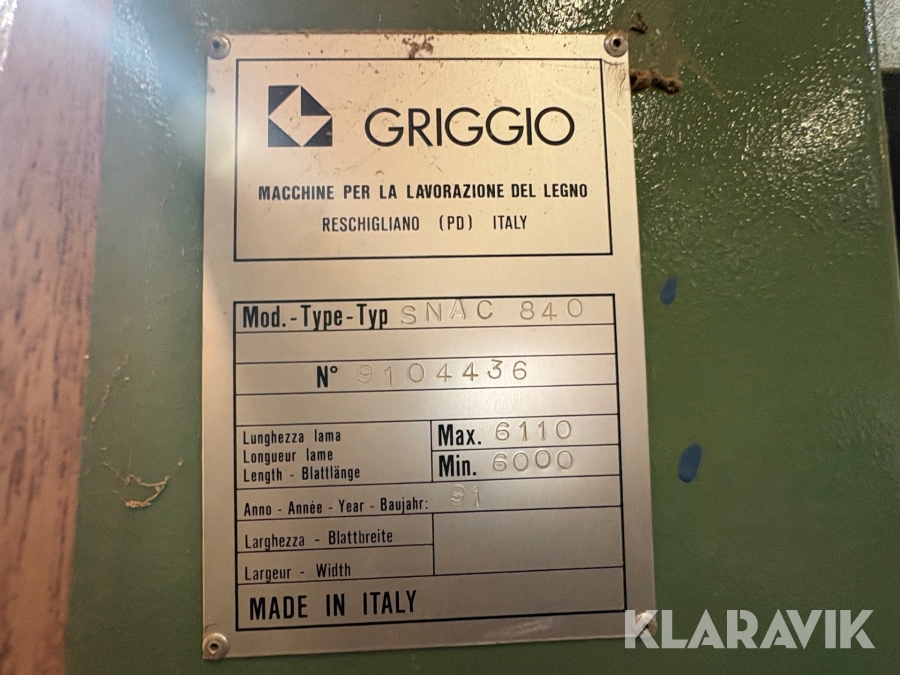 GRIGGIO
MACCHINE PER LA LAVORAZIONE DEL LEGNO
RESCHIGLIANO (PD) ITALY
Mod.-Type-Typ SNAC 840
N° 9104436
Lunghezza lama
Longueur lame
Length - Blattlänge
Max. 6110
Min. 6000
Anno - Année - Year - Baujahr: 91
Larghezza - Blattbreite
Largeur - Width
MADE IN ITALY
KLARAVIK